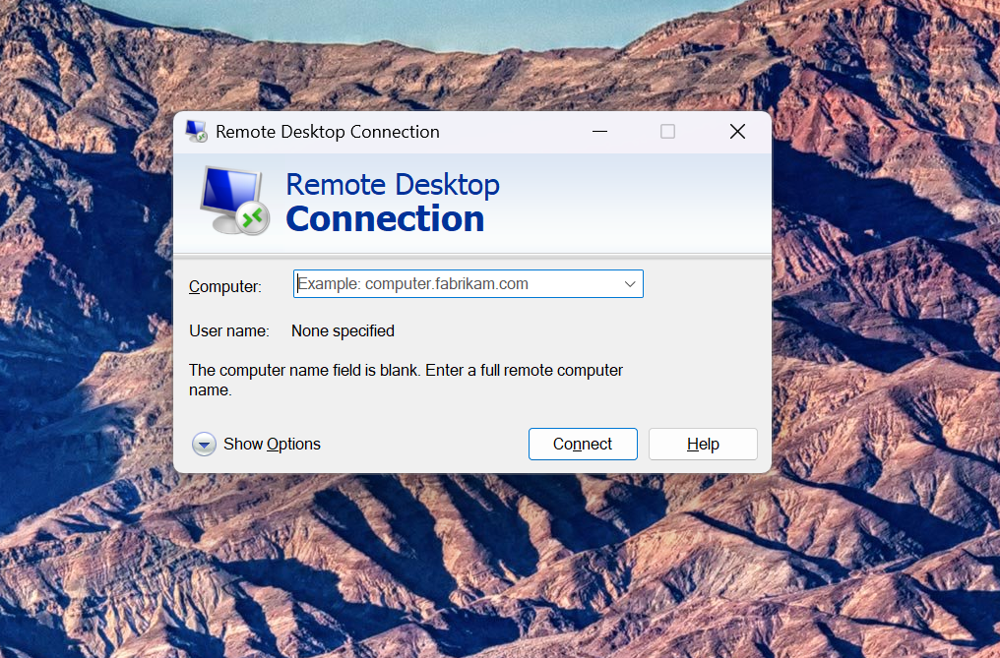 Remote Desktop Connection
Remote Desktop
Connection
Computer: Example: computer.fabrikam.com
User name: None specified
The computer name field is blank. Enter a full remote computer
name.
Show Options Connect Help